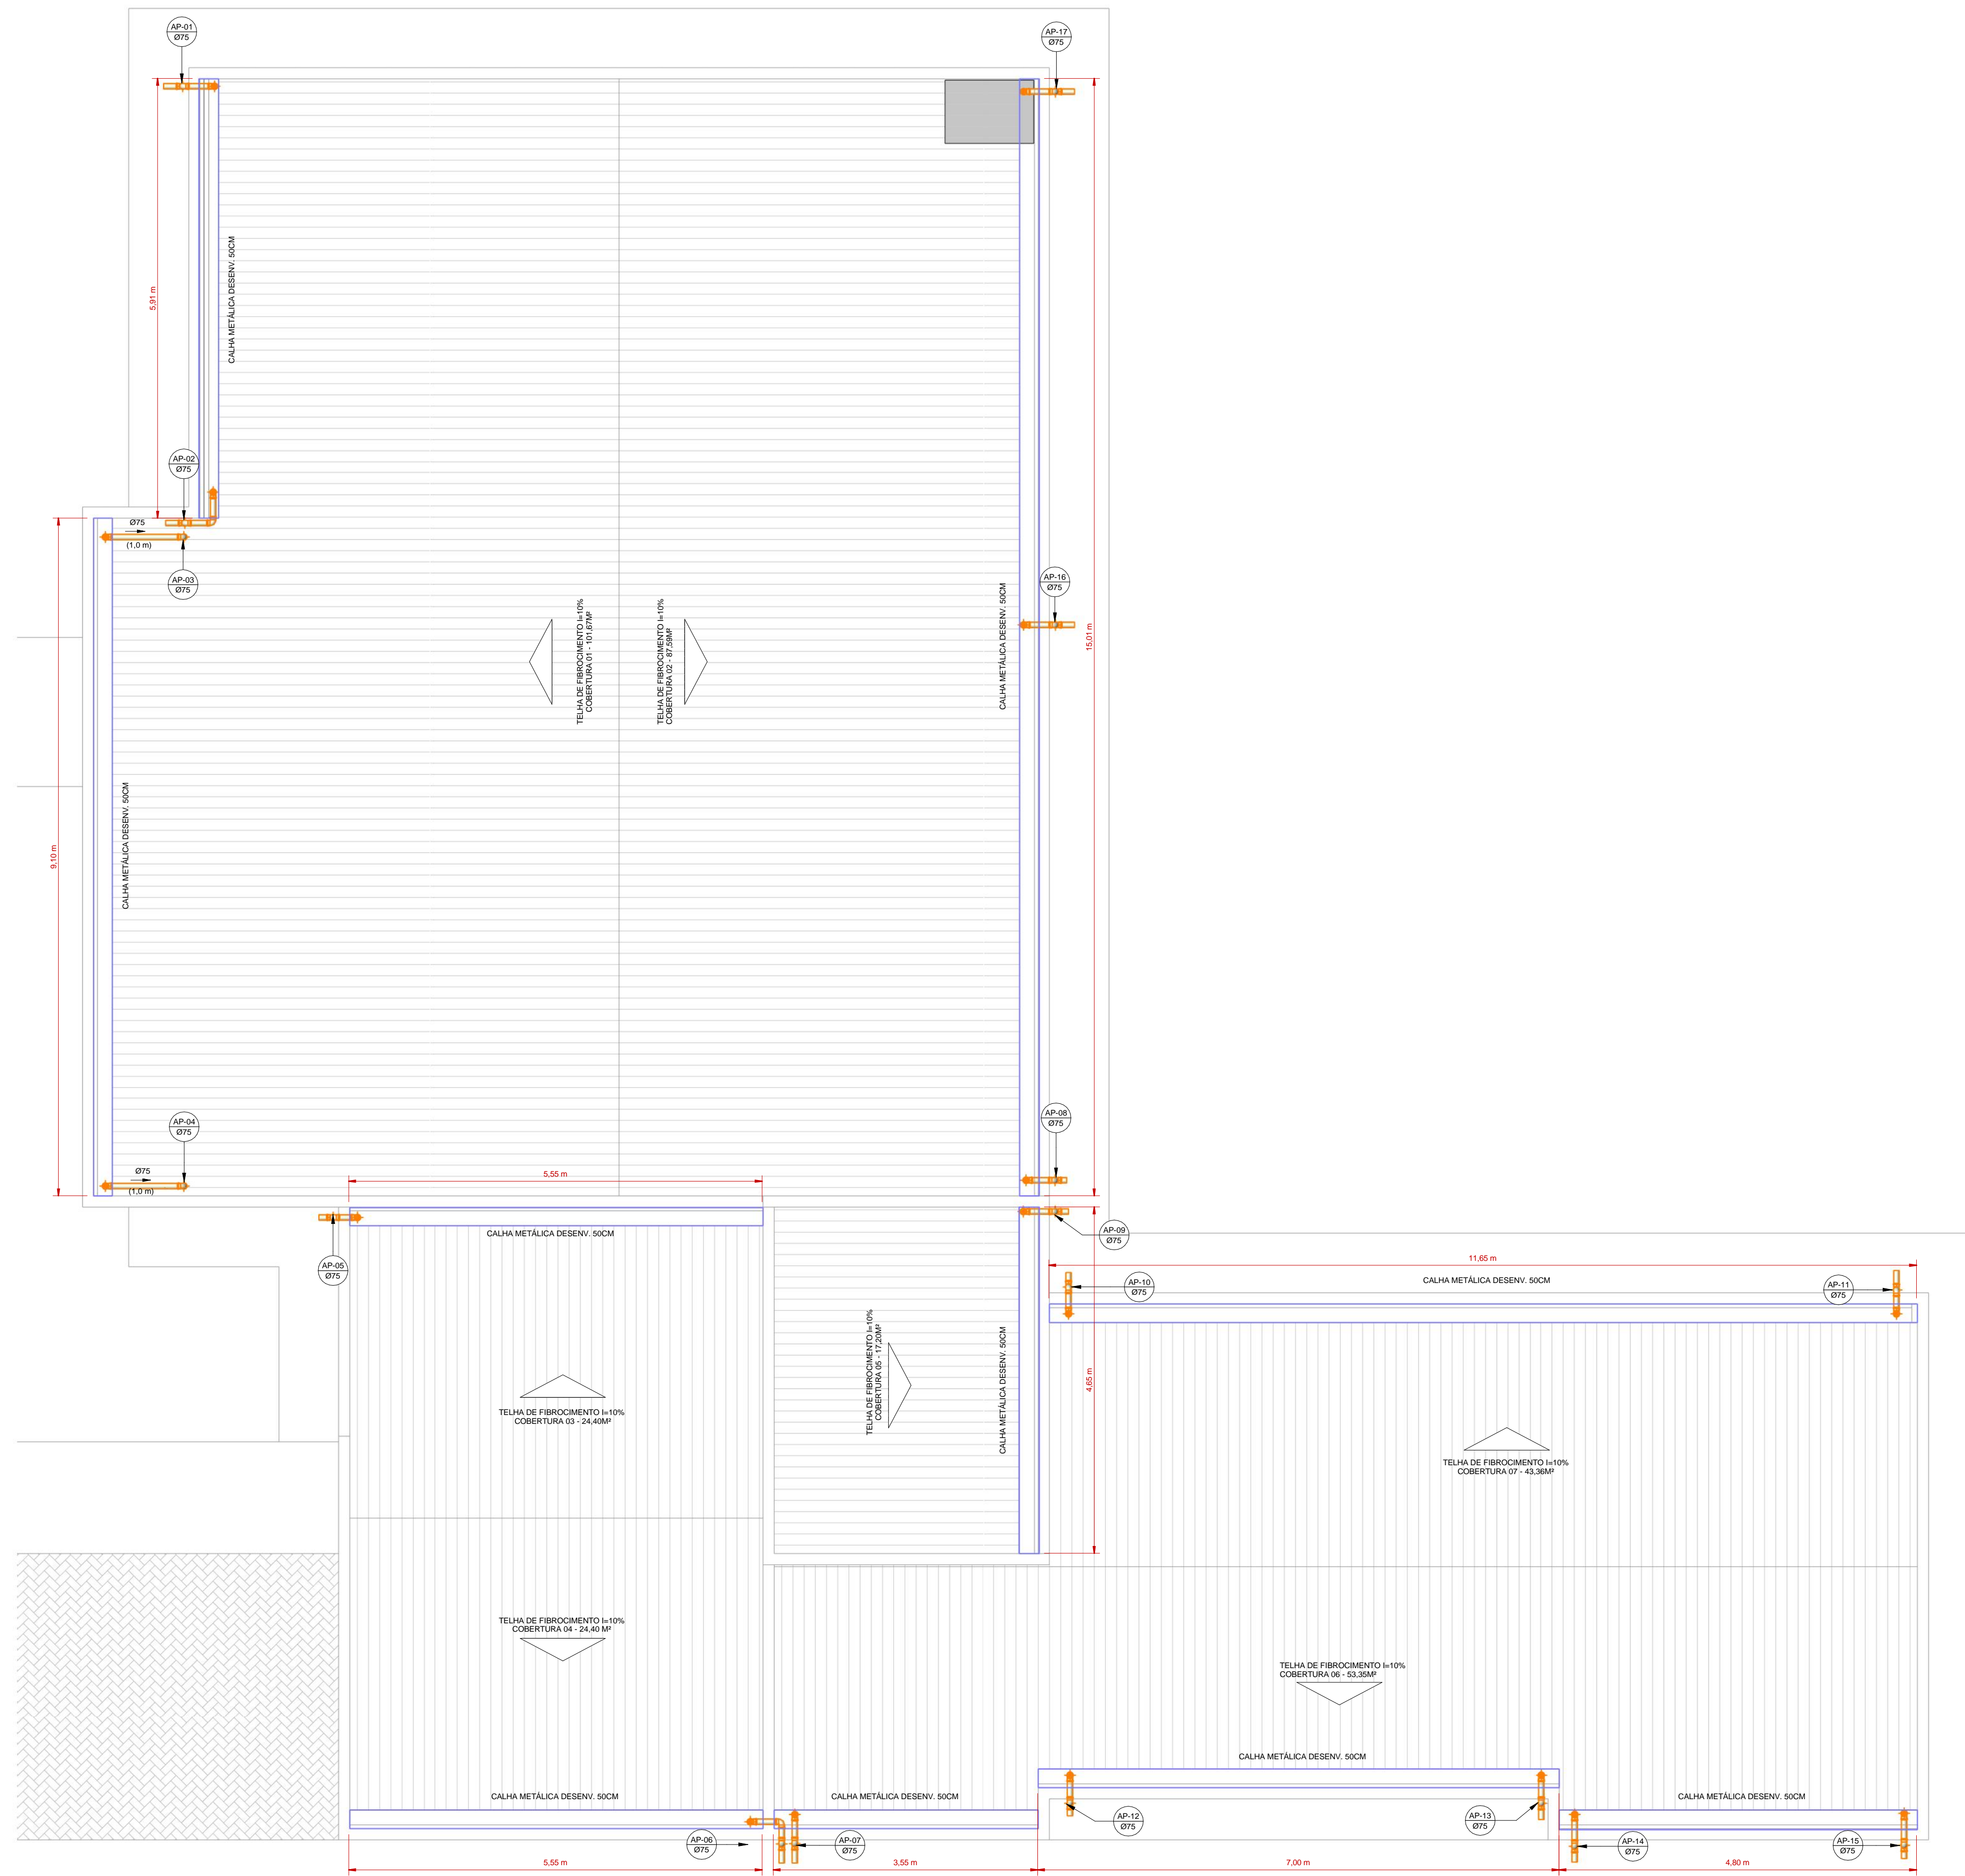 AP-01
Ø75
AP-17
Ø75
CALHA METÁLICA DESENV. 50CM
5,91 m
AP-02
Ø75
Ø75
(1,0 m)
AP-03
Ø75
AP-16
Ø75
TELHA DE FIBROCIMENTO I=10%
COBERTURA 01 - 101,67M²
TELHA DE FIBROCIMENTO I=10%
COBERTURA 02 - 87,59M²
CALHA METÁLICA DESENV. 50CM
15,01 m
9,10 m
CALHA METÁLICA DESENV. 50CM
AP-04
Ø75
AP-08
Ø75
Ø75
(1,0 m)
5,55 m
CALHA METÁLICA DESENV. 50CM
AP-05
Ø75
AP-09
Ø75
11,65 m
CALHA METÁLICA DESENV. 50CM
AP-10
Ø75
AP-11
Ø75
TELHA DE FIBROCIMENTO I=10%
COBERTURA 05 - 17,20M²
CALHA METÁLICA DESENV. 50CM
4,65 m
TELHA DE FIBROCIMENTO I=10%
COBERTURA 03 - 24,40M²
TELHA DE FIBROCIMENTO I=10%
COBERTURA 07 - 43,36M²
TELHA DE FIBROCIMENTO I=10%
COBERTURA 04 - 24,40 M²
TELHA DE FIBROCIMENTO I=10%
COBERTURA 06 - 53,35M²
CALHA METÁLICA DESENV. 50CM
CALHA METÁLICA DESENV. 50CM
CALHA METÁLICA DESENV. 50CM
CALHA METÁLICA DESENV. 50CM
AP-12
Ø75
AP-13
Ø75
AP-06
Ø75
AP-07
Ø75
AP-14
Ø75
AP-15
Ø75
5,55 m
3,55 m
7,00 m
4,80 m